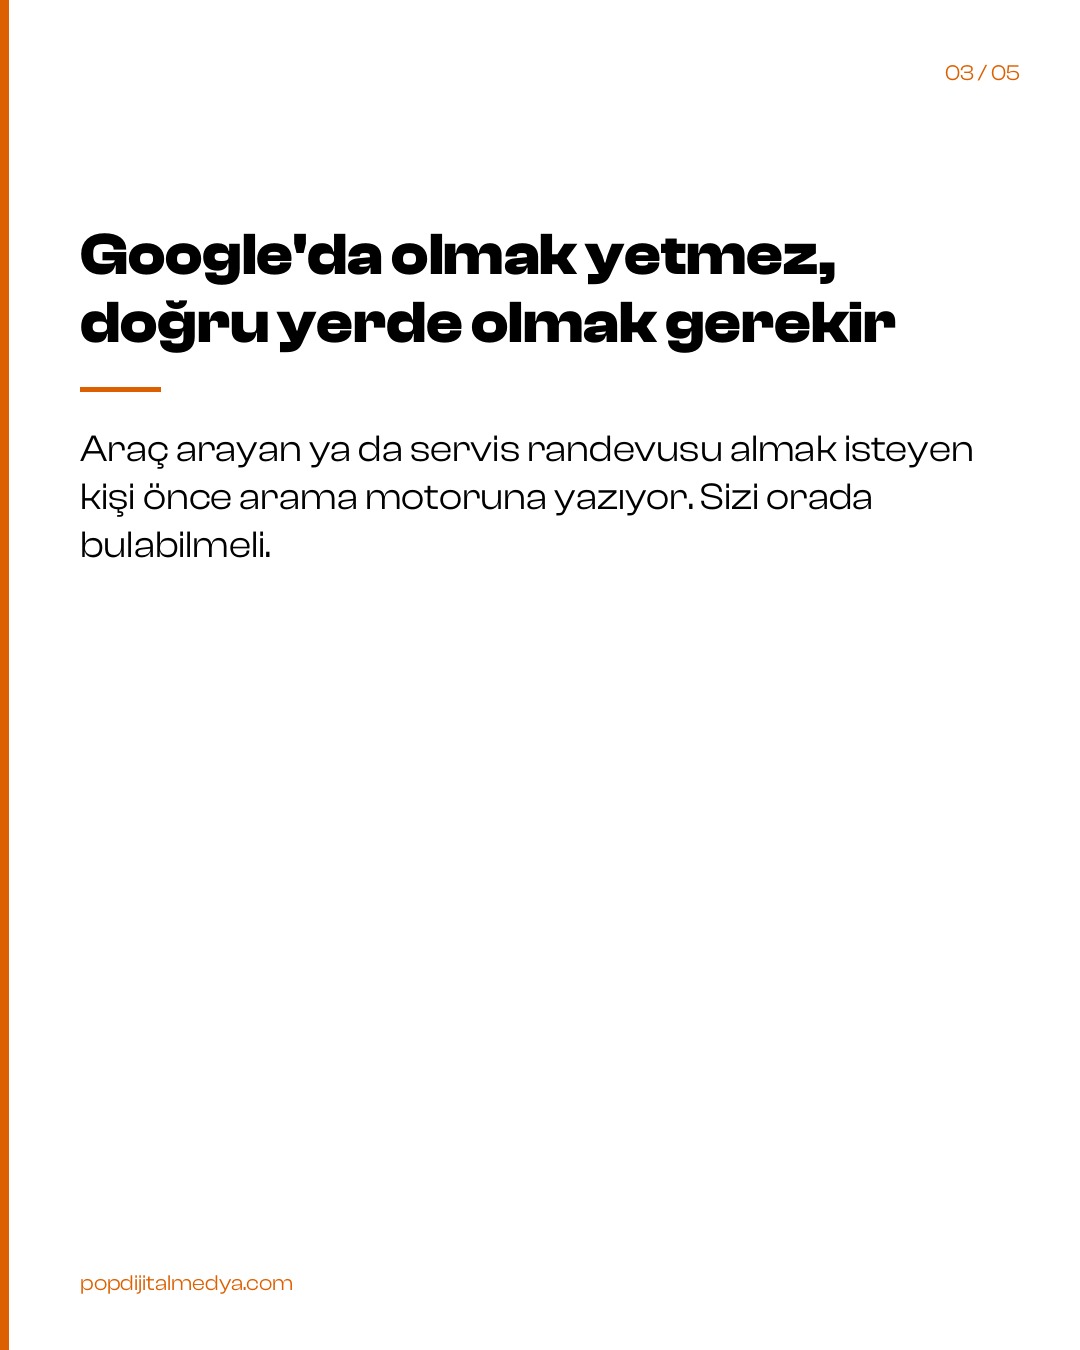 03 / 05
Google'da olmak yetmez,
doğru yerde olmak gerekir
Araç arayan ya da servis randevusu almak isteyen
kişi önce arama motoruna yazıyor. Sizi orada
bulabilmeli.
popdijitalmedya.com